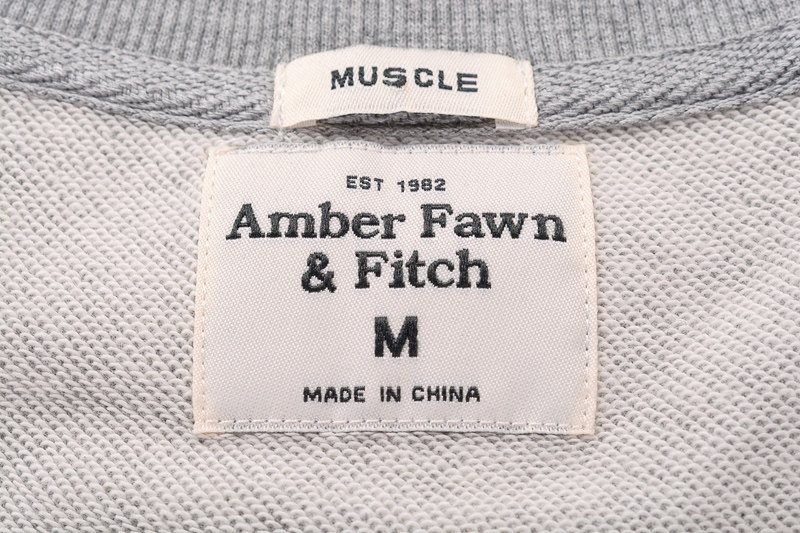 MUSCLE
EST 1982
Amber Fawn
& Fitch
M
MADE IN CHINA